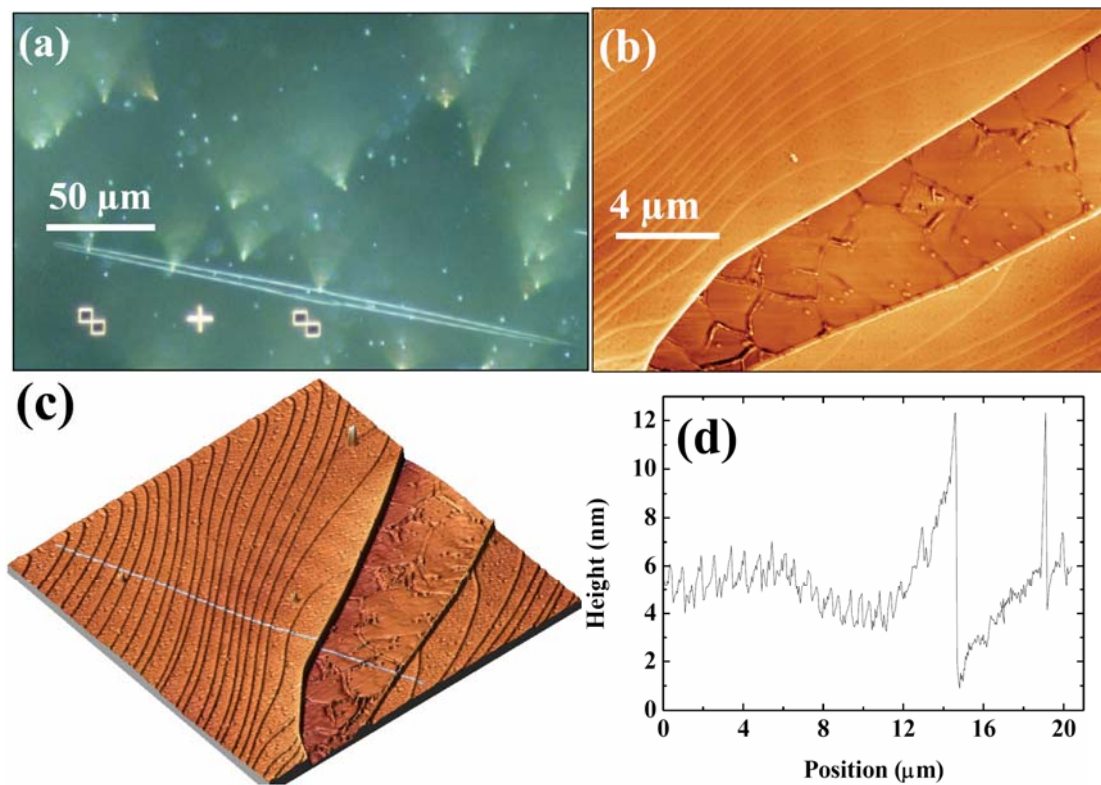 (a)
50 μm
(b)
4 μm
(c)
(d)
Height (nm)
12
10
8
6
4
2
0
0 4 8 12 16 20
Position (μm)